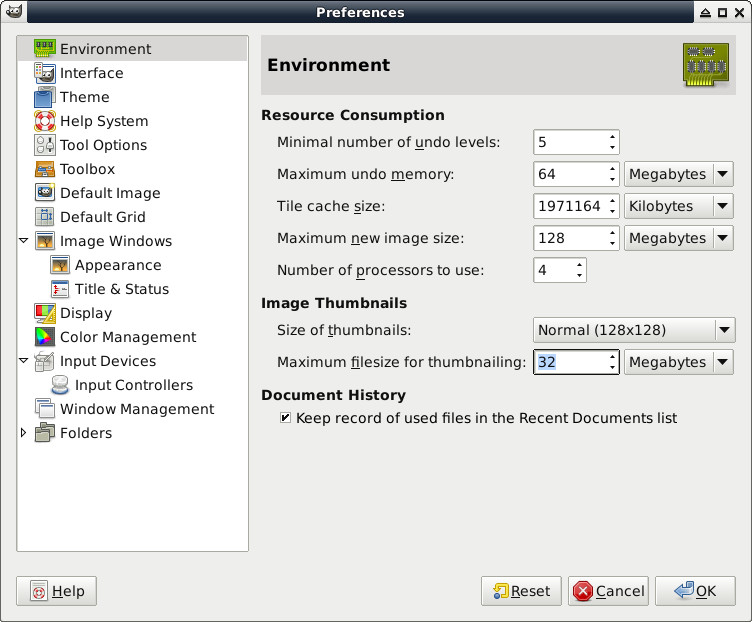 Preferences
Environment
Interface
Theme
Help System
Tool Options
Toolbox
Default Image
Default Grid
Image Windows
Appearance
Title & Status
Display
Color Management
Input Devices
Input Controllers
Window Management
Folders
Environment
Resource Consumption
Minimal number of undo levels: 5
Maximum undo memory: 64 Megabytes
Tile cache size: 1971164 Kilobytes
Maximum new image size: 128 Megabytes
Number of processors to use: 4
Image Thumbnails
Size of thumbnails: Normal (128x128)
Maximum filesize for thumbnailing: 32 Megabytes
Document History
Keep record of used files in the Recent Documents list
Help Reset Cancel OK